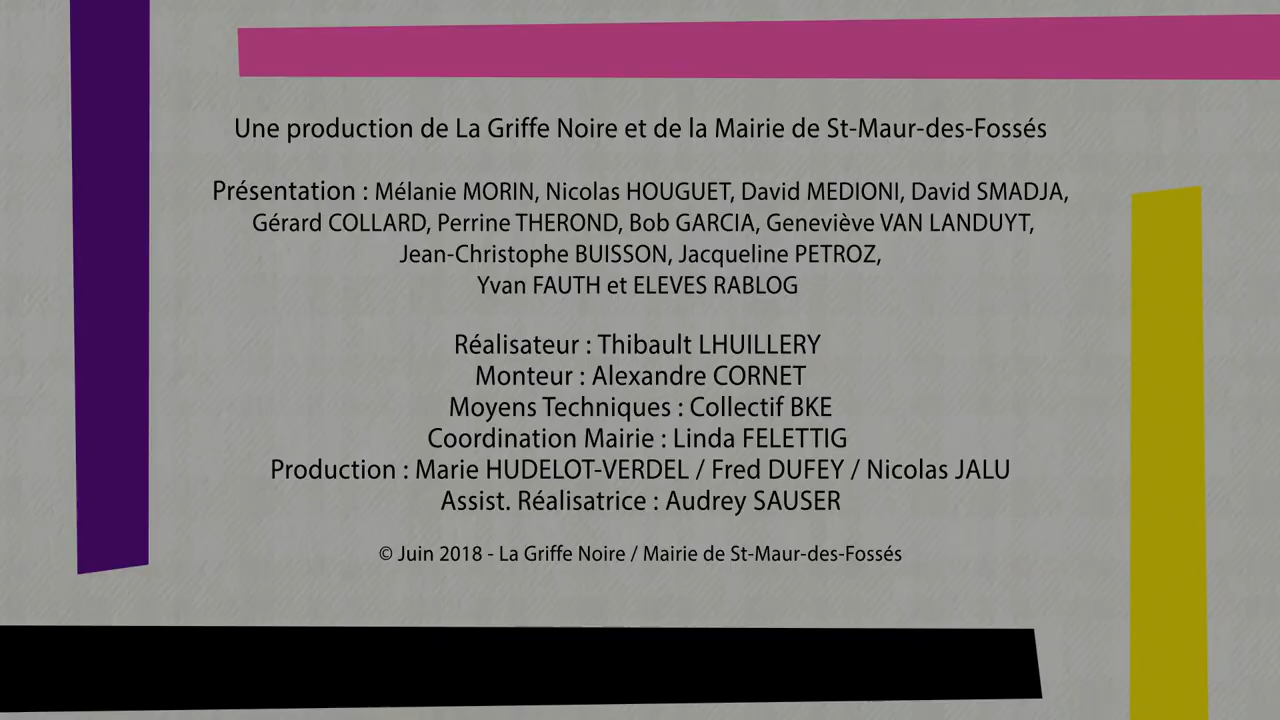 Une production de La Griffe Noire et de la Mairie de St-Maur-des-Fossés
Présentation : Mélanie MORIN, Nicolas HOUGUET, David MEDIONI, David SMADJA,
Gérard COLLARD, Perrine THEROND, Bob GARCIA, Geneviève VAN LANDUYT,
Jean-Christophe BUISSON, Jacqueline PETROZ,
Yvan FAUTH et ELEVES RABLOG
Réalisateur : Thibault LHUILLERY
Monteur : Alexandre CORNET
Moyens Techniques : Collectif BKE
Coordination Mairie : Linda FELETTIG
Production : Marie HUDELOT-VERDEL / Fred DUFEY / Nicolas JALU
Assist. Réalisatrice : Audrey SAUSER
© Juin 2018 - La Griffe Noire / Mairie de St-Maur-des-Fossés